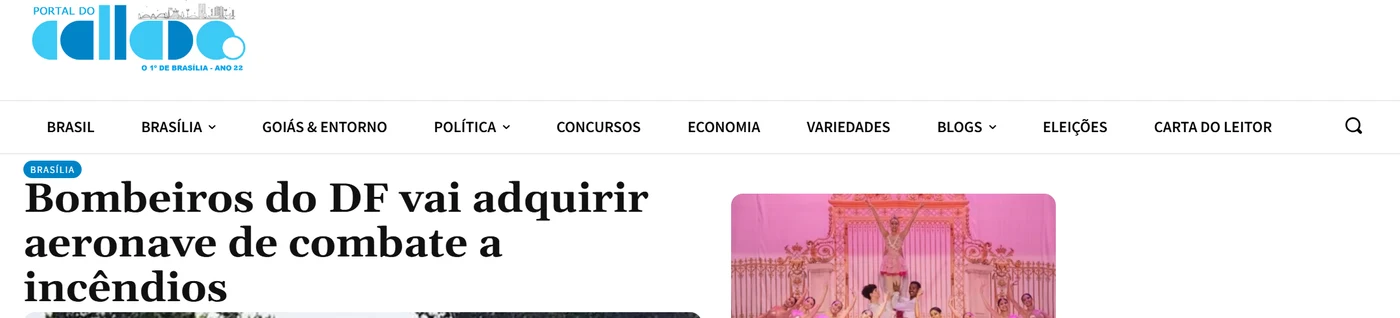 PORTAL DO
callado
O 1º DE BRASÍLIA - ANO 22
BRASIL BRASÍLIA GOIÁS & ENTORNO POLÍTICA CONCURSOS ECONOMIA VARIEDADES BLOGS ELEIÇÕES CARTA DO LEITOR
BRASÍLIA
Bombeiros do DF vai adquirir
aeronave de combate a
incêndios